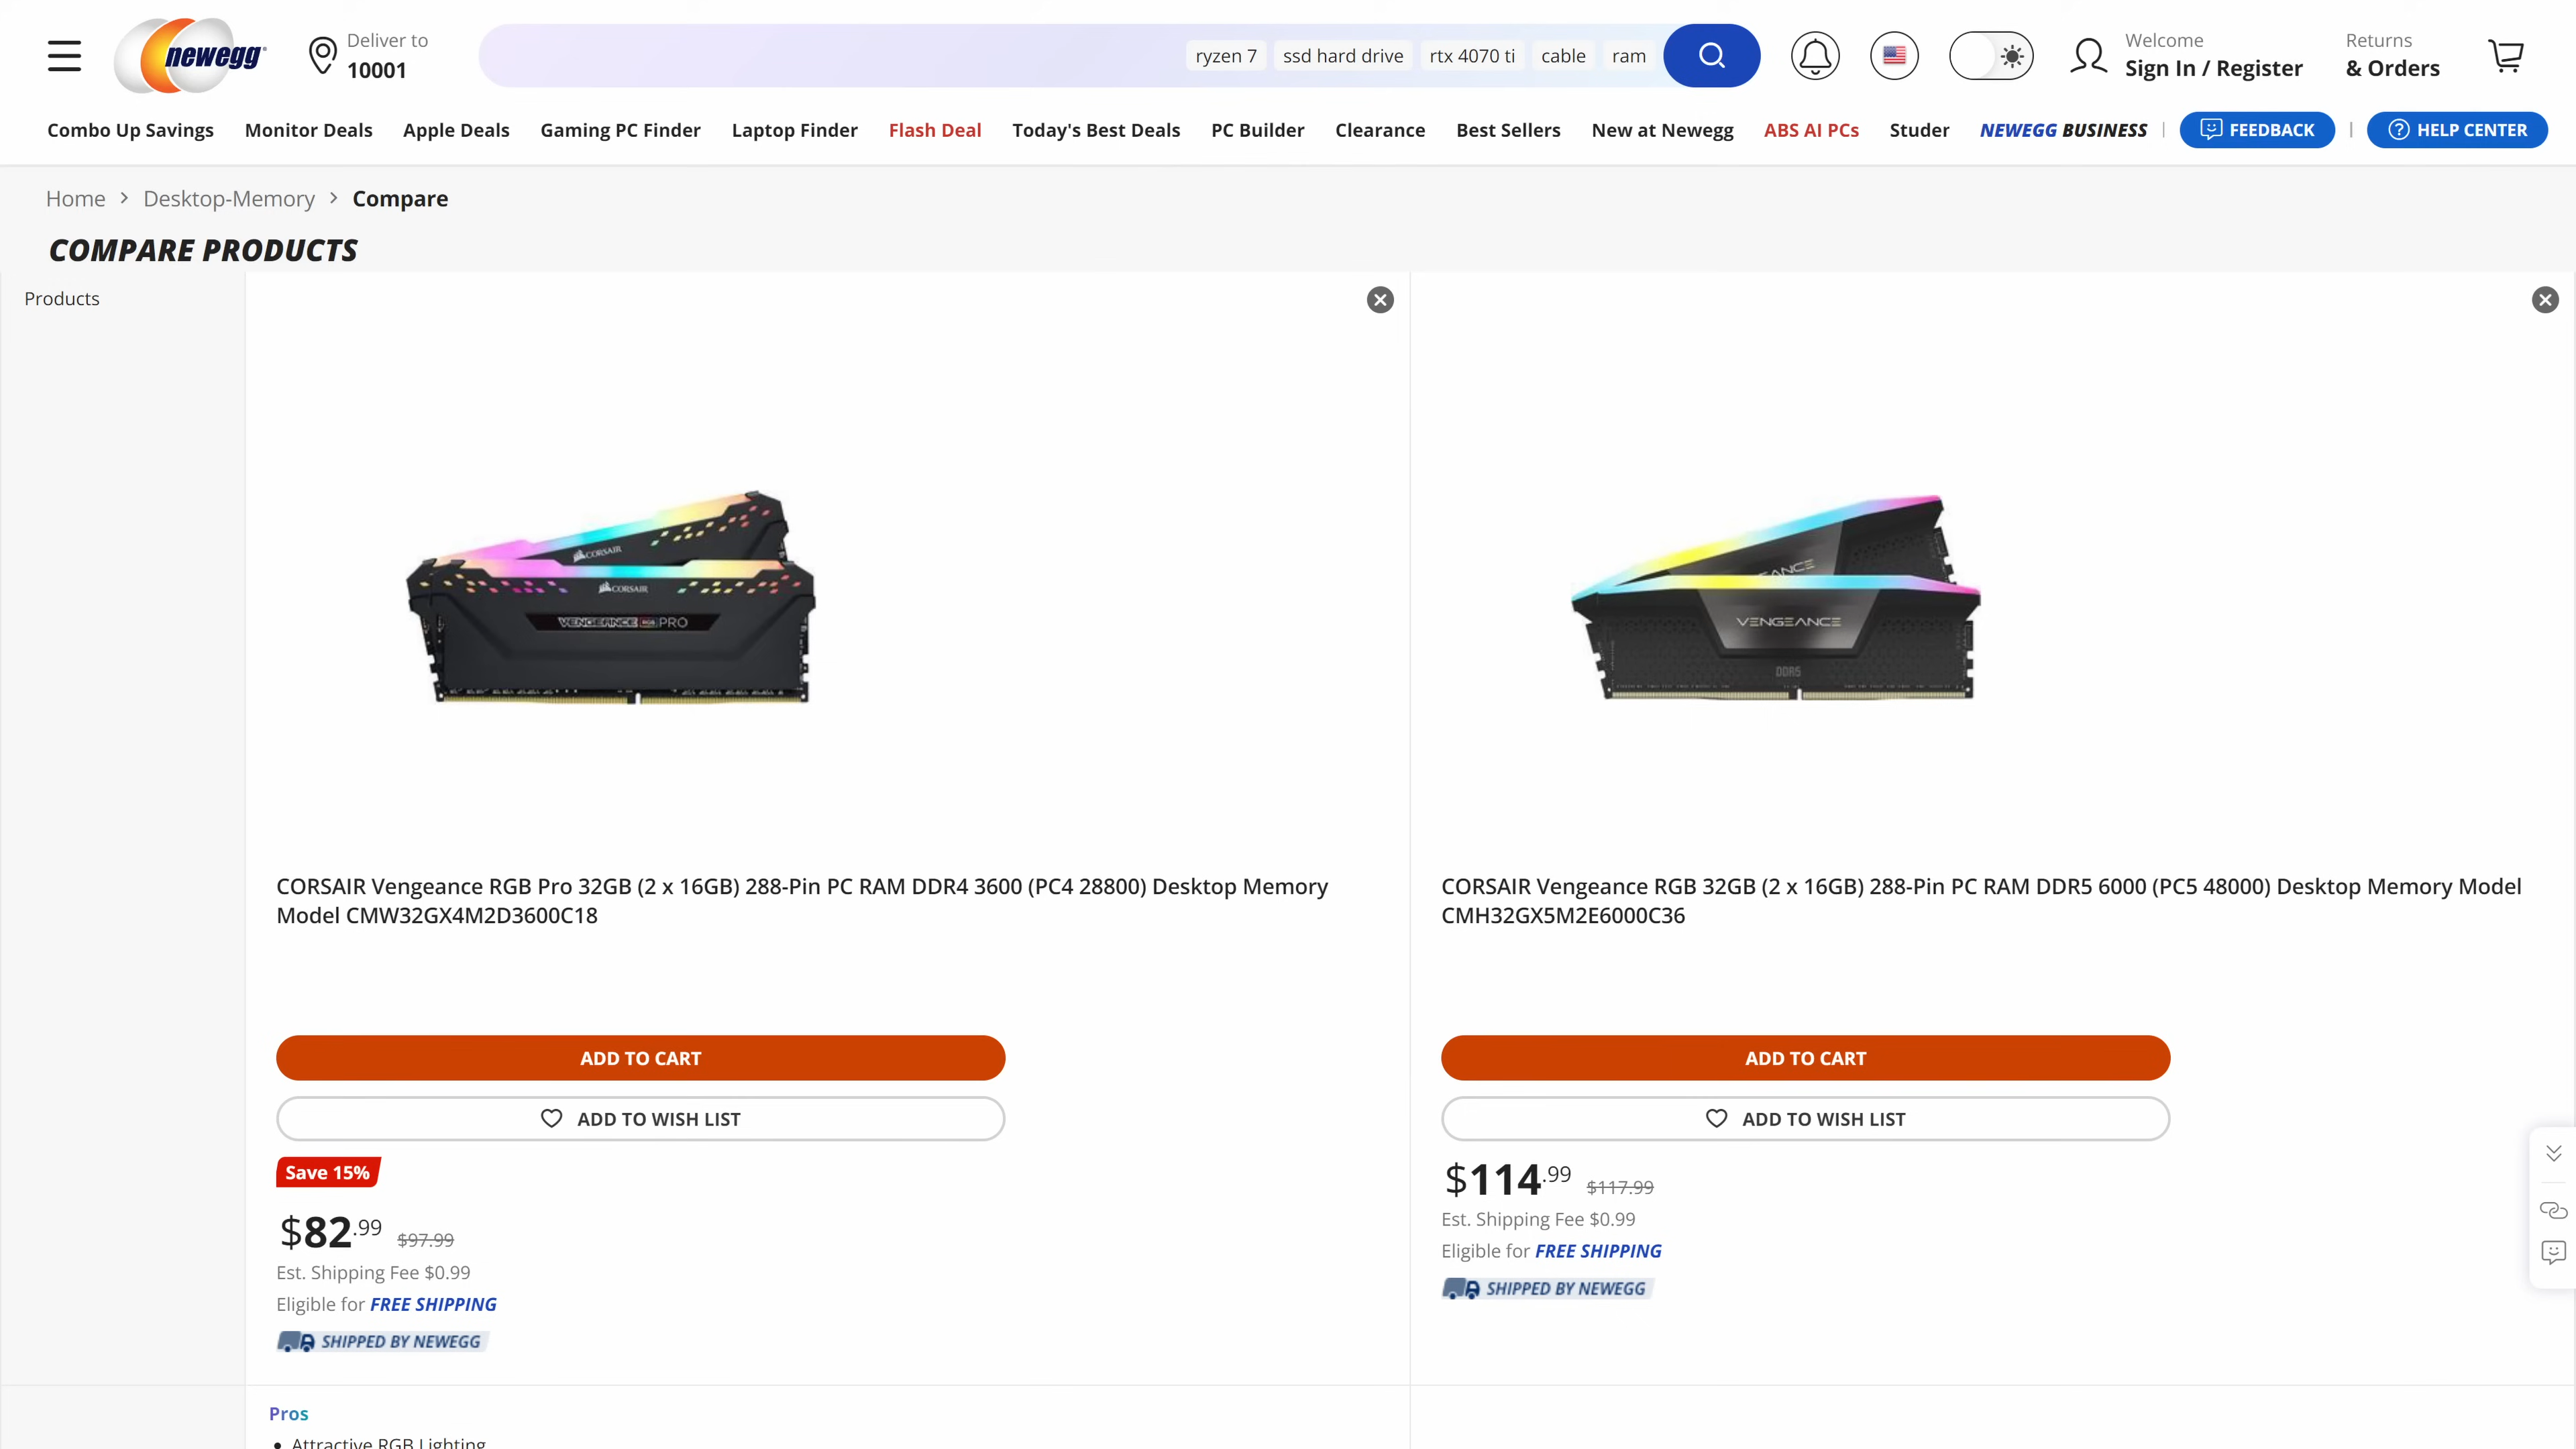 newegg
Deliver to
10001
ryzen 7
ssd hard drive
rtx 4070 ti
cable
ram
Welcome
Sign In / Register
Returns
& Orders
Combo Up Savings
Monitor Deals
Apple Deals
Gaming PC Finder
Laptop Finder
Flash Deal
Today's Best Deals
PC Builder
Clearance
Best Sellers
New at Newegg
ABS AI PCs
Studer
NEWEGG BUSINESS
FEEDBACK
HELP CENTER
Home > Desktop-Memory > Compare
COMPARE PRODUCTS
Products
CORSAIR
CORSAIR
VENGEANCE RGB PRO
VENGEANCE
DDR5
CORSAIR Vengeance RGB Pro 32GB (2 x 16GB) 288-Pin PC RAM DDR4 3600 (PC4 28800) Desktop Memory
Model CMW32GX4M2D3600C18
CORSAIR Vengeance RGB 32GB (2 x 16GB) 288-Pin PC RAM DDR5 6000 (PC5 48000) Desktop Memory Model
CMH32GX5M2E6000C36
ADD TO CART
ADD TO WISH LIST
Save 15%
$82.99 $97.99
Est. Shipping Fee $0.99
Eligible for FREE SHIPPING
SHIPPED BY NEWEGG
ADD TO CART
ADD TO WISH LIST
$114.99 $117.99
Est. Shipping Fee $0.99
Eligible for FREE SHIPPING
SHIPPED BY NEWEGG
Pros
• Attractive RGB Lighting